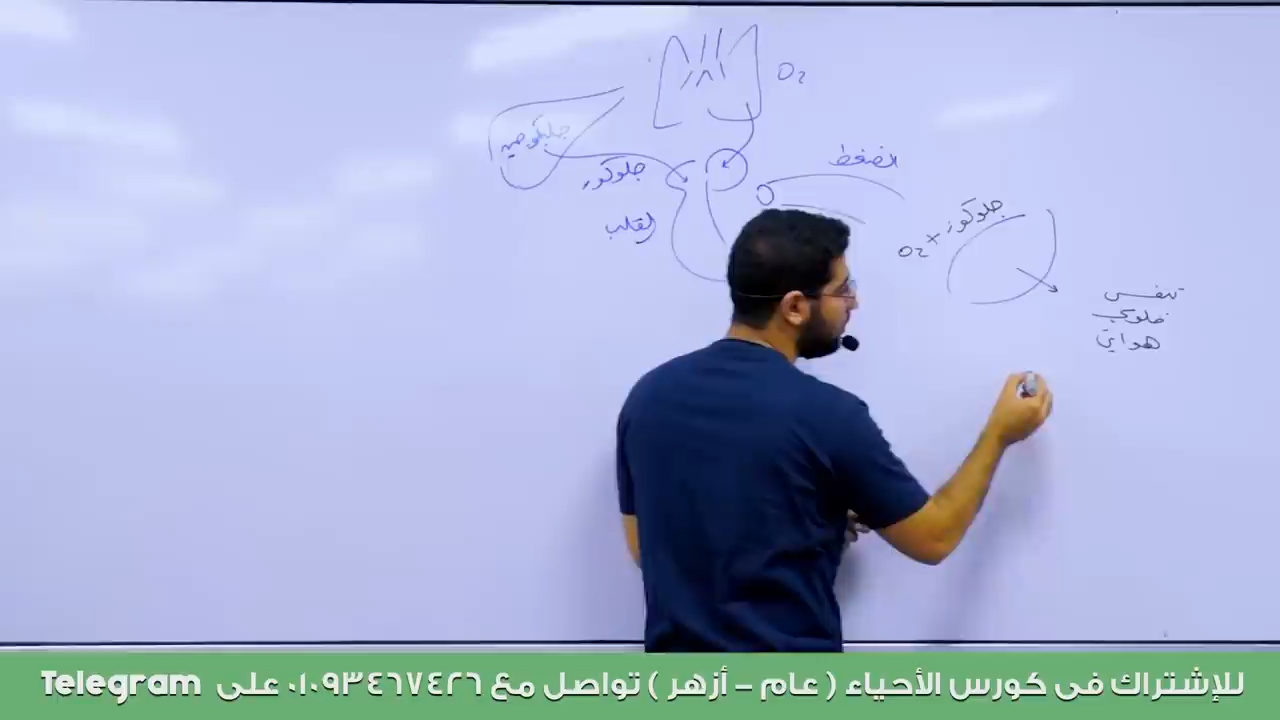 O₂
جليكوجين
جلوكوز
الضغط
القلب
جلوكوز + O₂
تنفس
خلوي
هوائي
للإشتراك فى كورس الأحياء ( عام – أزهر ) تواصل مع ٠١٠٩٣٤٦٧٤٢٦ على Telegram